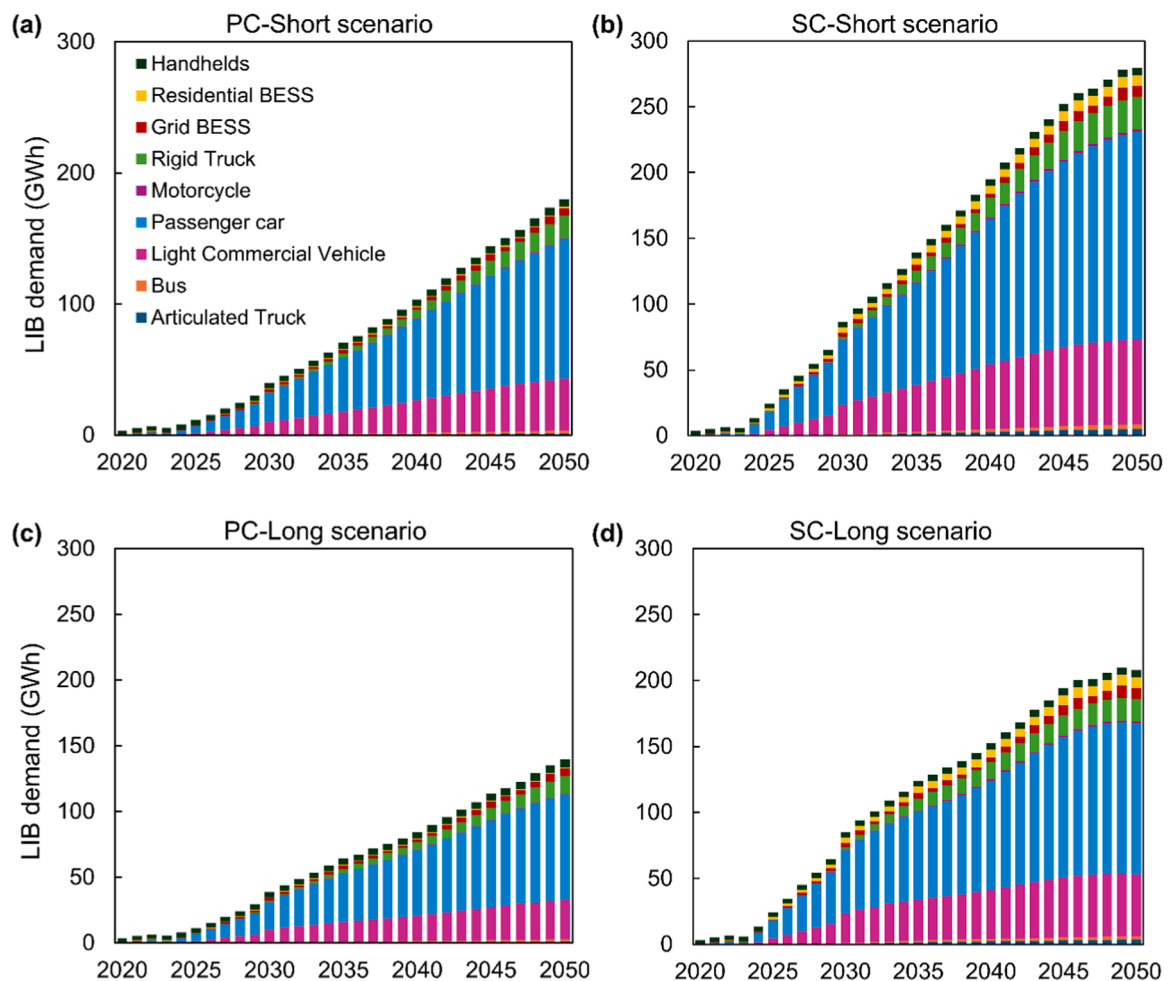 (a) PC-Short scenario
300
200
100
0
LIB demand (GWh)
Handhelds
Residential BESS
Grid BESS
Rigid Truck
Motorcycle
Passenger car
Light Commercial Vehicle
Bus
Articulated Truck
2020 2025 2030 2035 2040 2045 2050
(b) SC-Short scenario
300
250
200
150
100
50
0
2020 2025 2030 2035 2040 2045 2050
(c) PC-Long scenario
300
250
200
150
100
50
0
LIB demand (GWh)
2020 2025 2030 2035 2040 2045 2050
(d) SC-Long scenario
300
250
200
150
100
50
0
2020 2025 2030 2035 2040 2045 2050